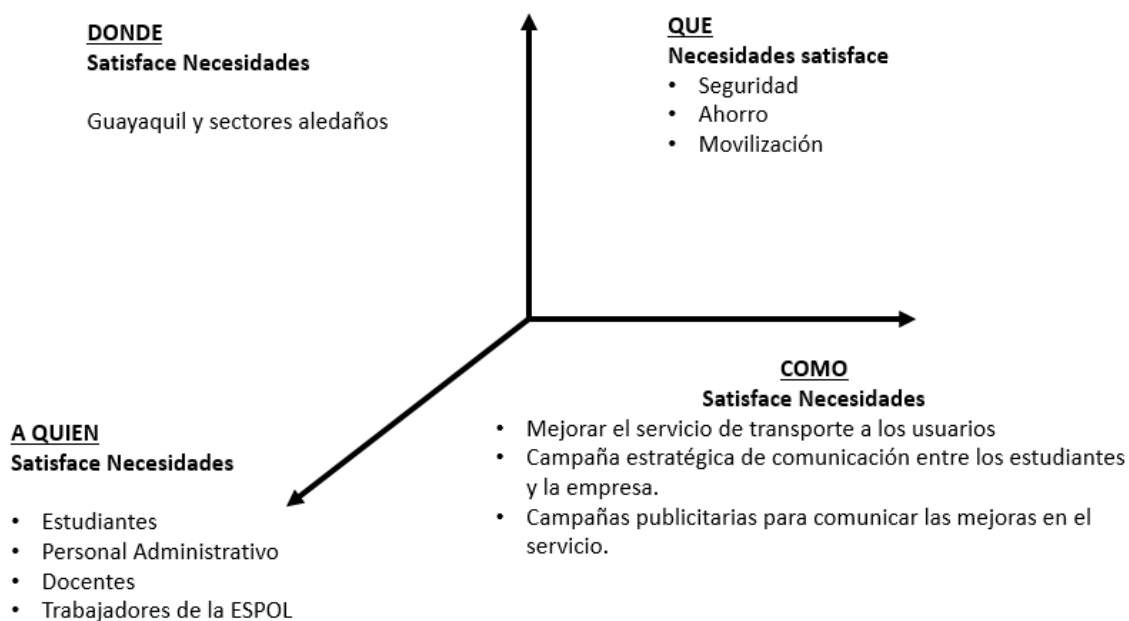 DONDE
Satisface Necesidades
Guayaquil y sectores aledaños
QUE
Necesidades satisface
• Seguridad
• Ahorro
• Movilización
A QUIEN
Satisface Necesidades
• Estudiantes
• Personal Administrativo
• Docentes
• Trabajadores de la ESPOL
COMO
Satisface Necesidades
• Mejorar el servicio de transporte a los usuarios
• Campaña estratégica de comunicación entre los estudiantes
y la empresa.
• Campañas publicitarias para comunicar las mejoras en el
servicio.